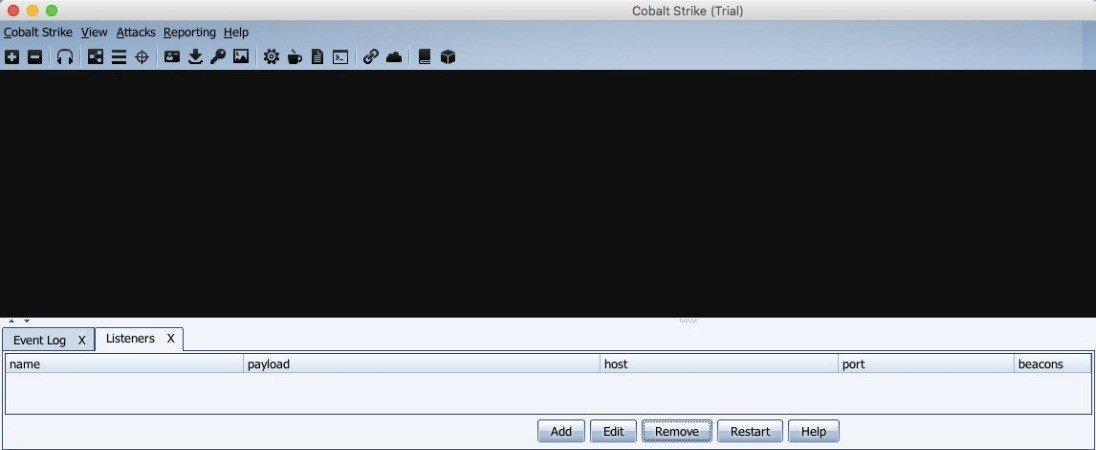 Cobalt Strike (Trial)
Cobalt Strike View Attacks Reporting Help
Event Log X Listeners X
name payload host port beacons
Add Edit Remove Restart Help